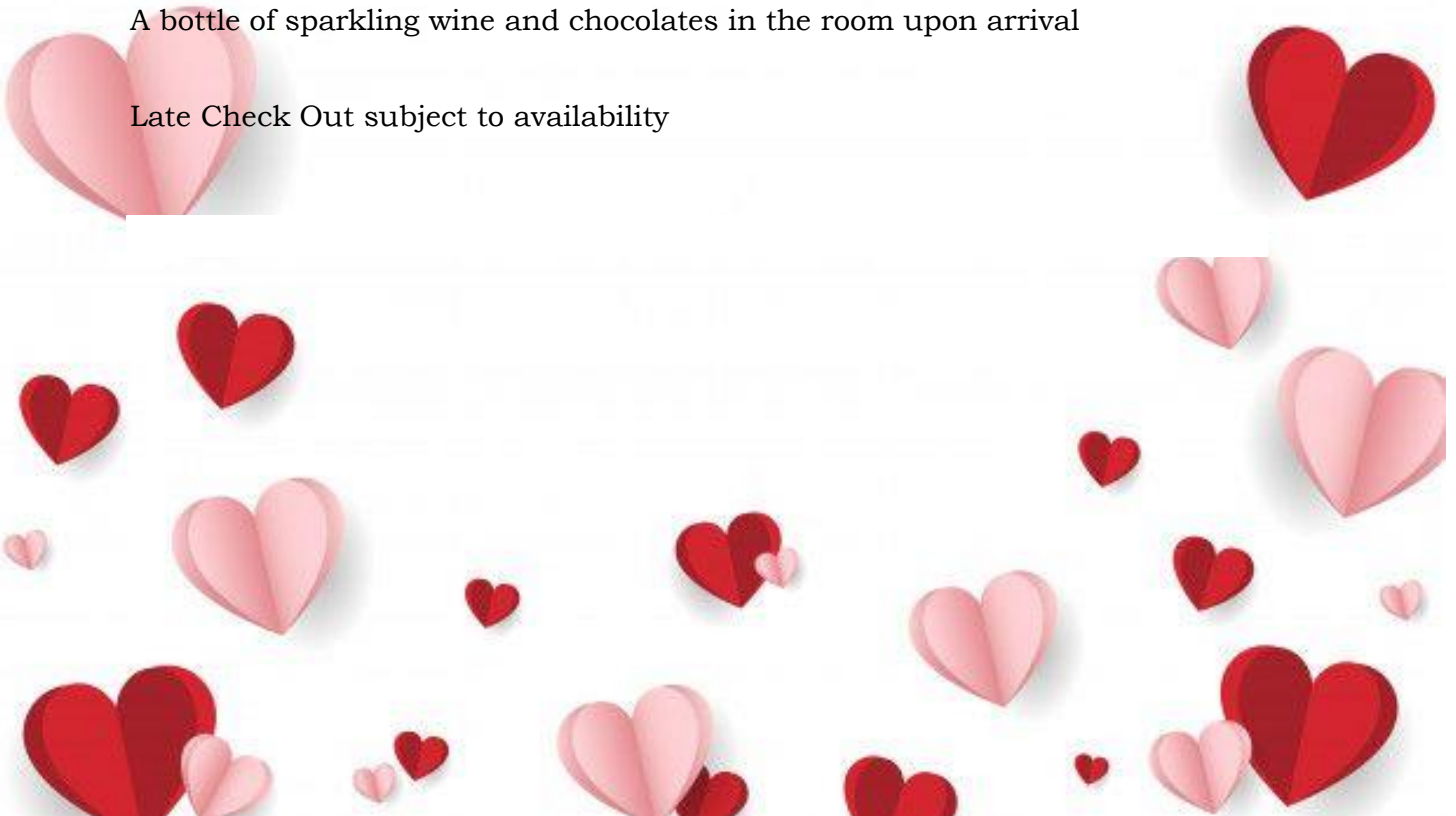 A bottle of sparkling wine and chocolates in the room upon arrival
Late Check Out subject to availability